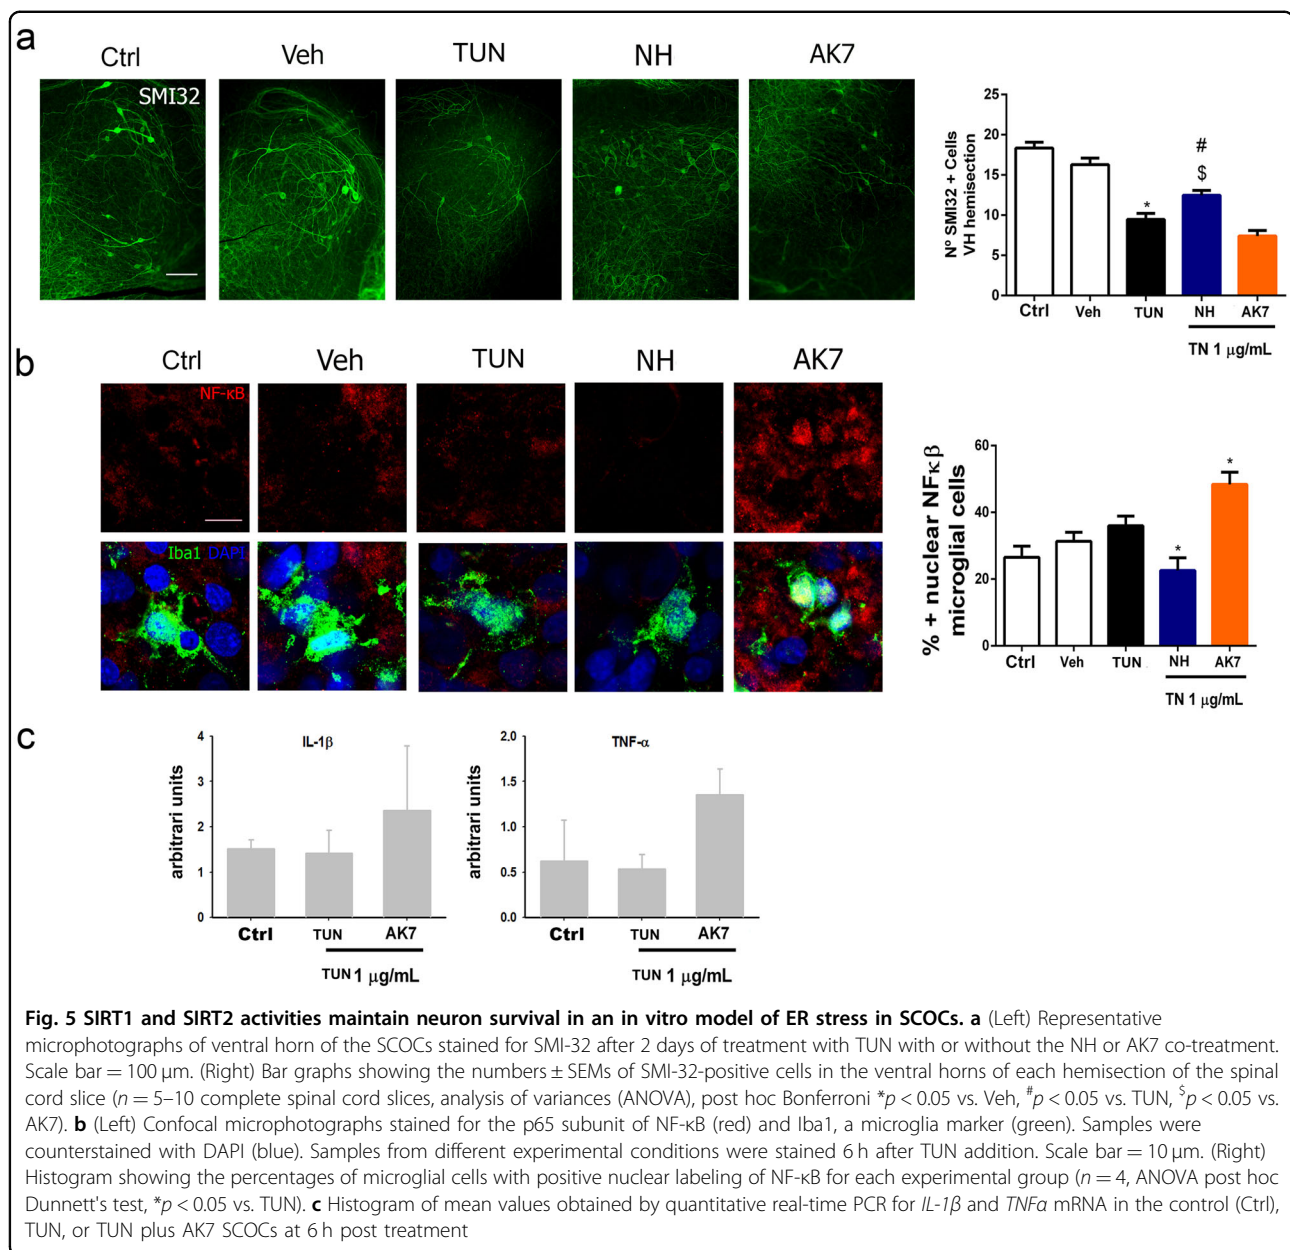 a
Ctrl
Veh
TUN
NH
AK7
SMI32
Nº SMI32 + Cells
VH hemisection
25
20
15
10
5
0
*
#
$
Ctrl
Veh
TUN
NH
AK7
TN 1 μg/mL
b
Ctrl
Veh
TUN
NH
AK7
NF-κB
Iba1 DAPI
% + nuclear NFκβ
microglial cells
60
40
20
0
*
*
Ctrl
Veh
TUN
NH
AK7
TN 1 μg/mL
c
IL-1β
arbitrari units
4
3
2
1
0
Ctrl
TUN
AK7
TUN 1 μg/mL
TNF-α
arbitrari units
2.0
1.5
1.0
0.5
0.0
Ctrl
TUN
AK7
TUN 1 μg/mL
Fig. 5 SIRT1 and SIRT2 activities maintain neuron survival in an in vitro model of ER stress in SCOCs. a (Left) Representative
microphotographs of ventral horn of the SCOCs stained for SMI-32 after 2 days of treatment with TUN with or without the NH or AK7 co-treatment.
Scale bar = 100 μm. (Right) Bar graphs showing the numbers ± SEMs of SMI-32-positive cells in the ventral horns of each hemisection of the spinal
cord slice (n = 5–10 complete spinal cord slices, analysis of variances (ANOVA), post hoc Bonferroni *p < 0.05 vs. Veh, #p < 0.05 vs. TUN, $p < 0.05 vs.
AK7). b (Left) Confocal microphotographs stained for the p65 subunit of NF-κB (red) and Iba1, a microglia marker (green). Samples were
counterstained with DAPI (blue). Samples from different experimental conditions were stained 6 h after TUN addition. Scale bar = 10 μm. (Right)
Histogram showing the percentages of microglial cells with positive nuclear labeling of NF-κB for each experimental group (n = 4, ANOVA post hoc
Dunnett's test, *p < 0.05 vs. TUN). c Histogram of mean values obtained by quantitative real-time PCR for IL-1β and TNFα mRNA in the control (Ctrl),
TUN, or TUN plus AK7 SCOCs at 6 h post treatment